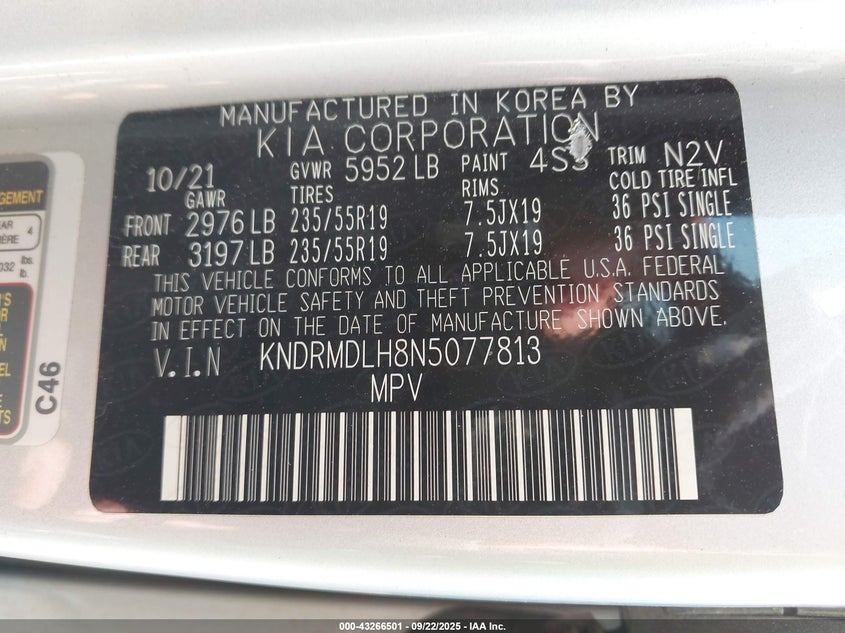 MANUFACTURED IN KOREA BY
KIA CORPORATION
10/21 GVWR 5952 LB PAINT 4SS TRIM N2V
GAWR TIRES RIMS COLD TIRE INFL
FRONT 2976 LB 235/55R19 7.5JX19 36 PSI SINGLE
REAR 3197 LB 235/55R19 7.5JX19 36 PSI SINGLE
THIS VEHICLE CONFORMS TO ALL APPLICABLE U.S.A. FEDERAL
MOTOR VEHICLE SAFETY AND THEFT PREVENTION STANDARDS
IN EFFECT ON THE DATE OF MANUFACTURE SHOWN ABOVE.
V.I.N KNDRMDLH8N5077813
MPV
C46
4
lbs.
lb.
000-43266501 - 09/22/2025 - IAA Inc.